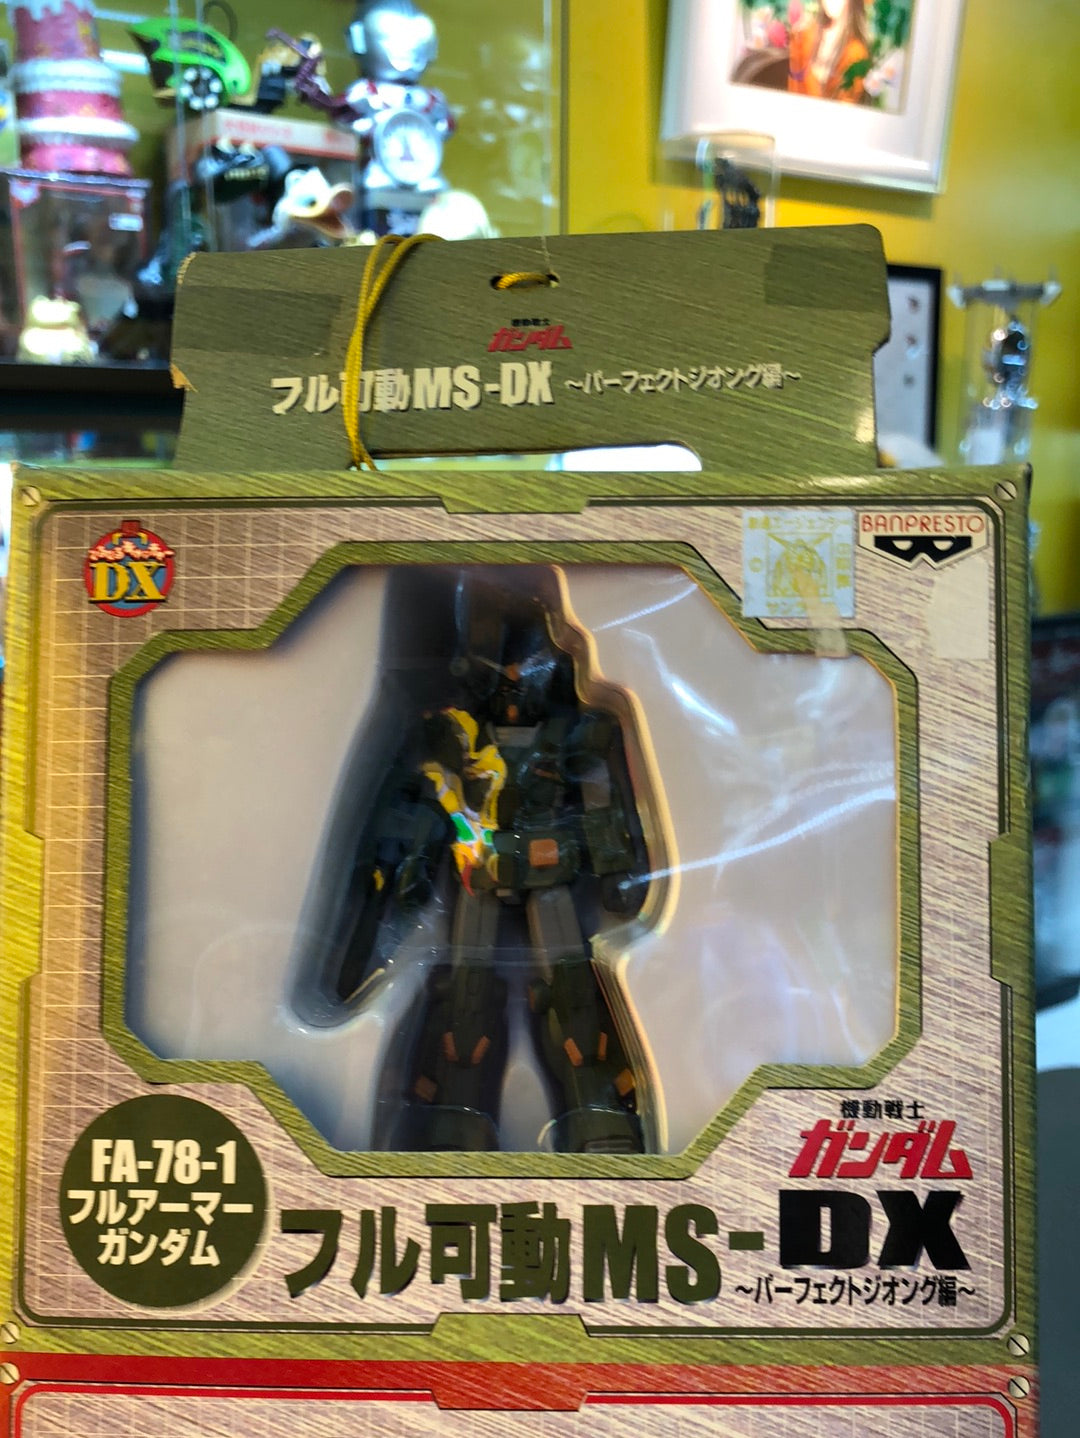 機動戦士
ガンダム
フル可動MS-DX ～パーフェクトジオング編～
DX
BANPRESTO
FA-78-1
フルアーマー
ガンダム
機動戦士
ガンダム
フル可動MS-DX
～パーフェクトジオング編～